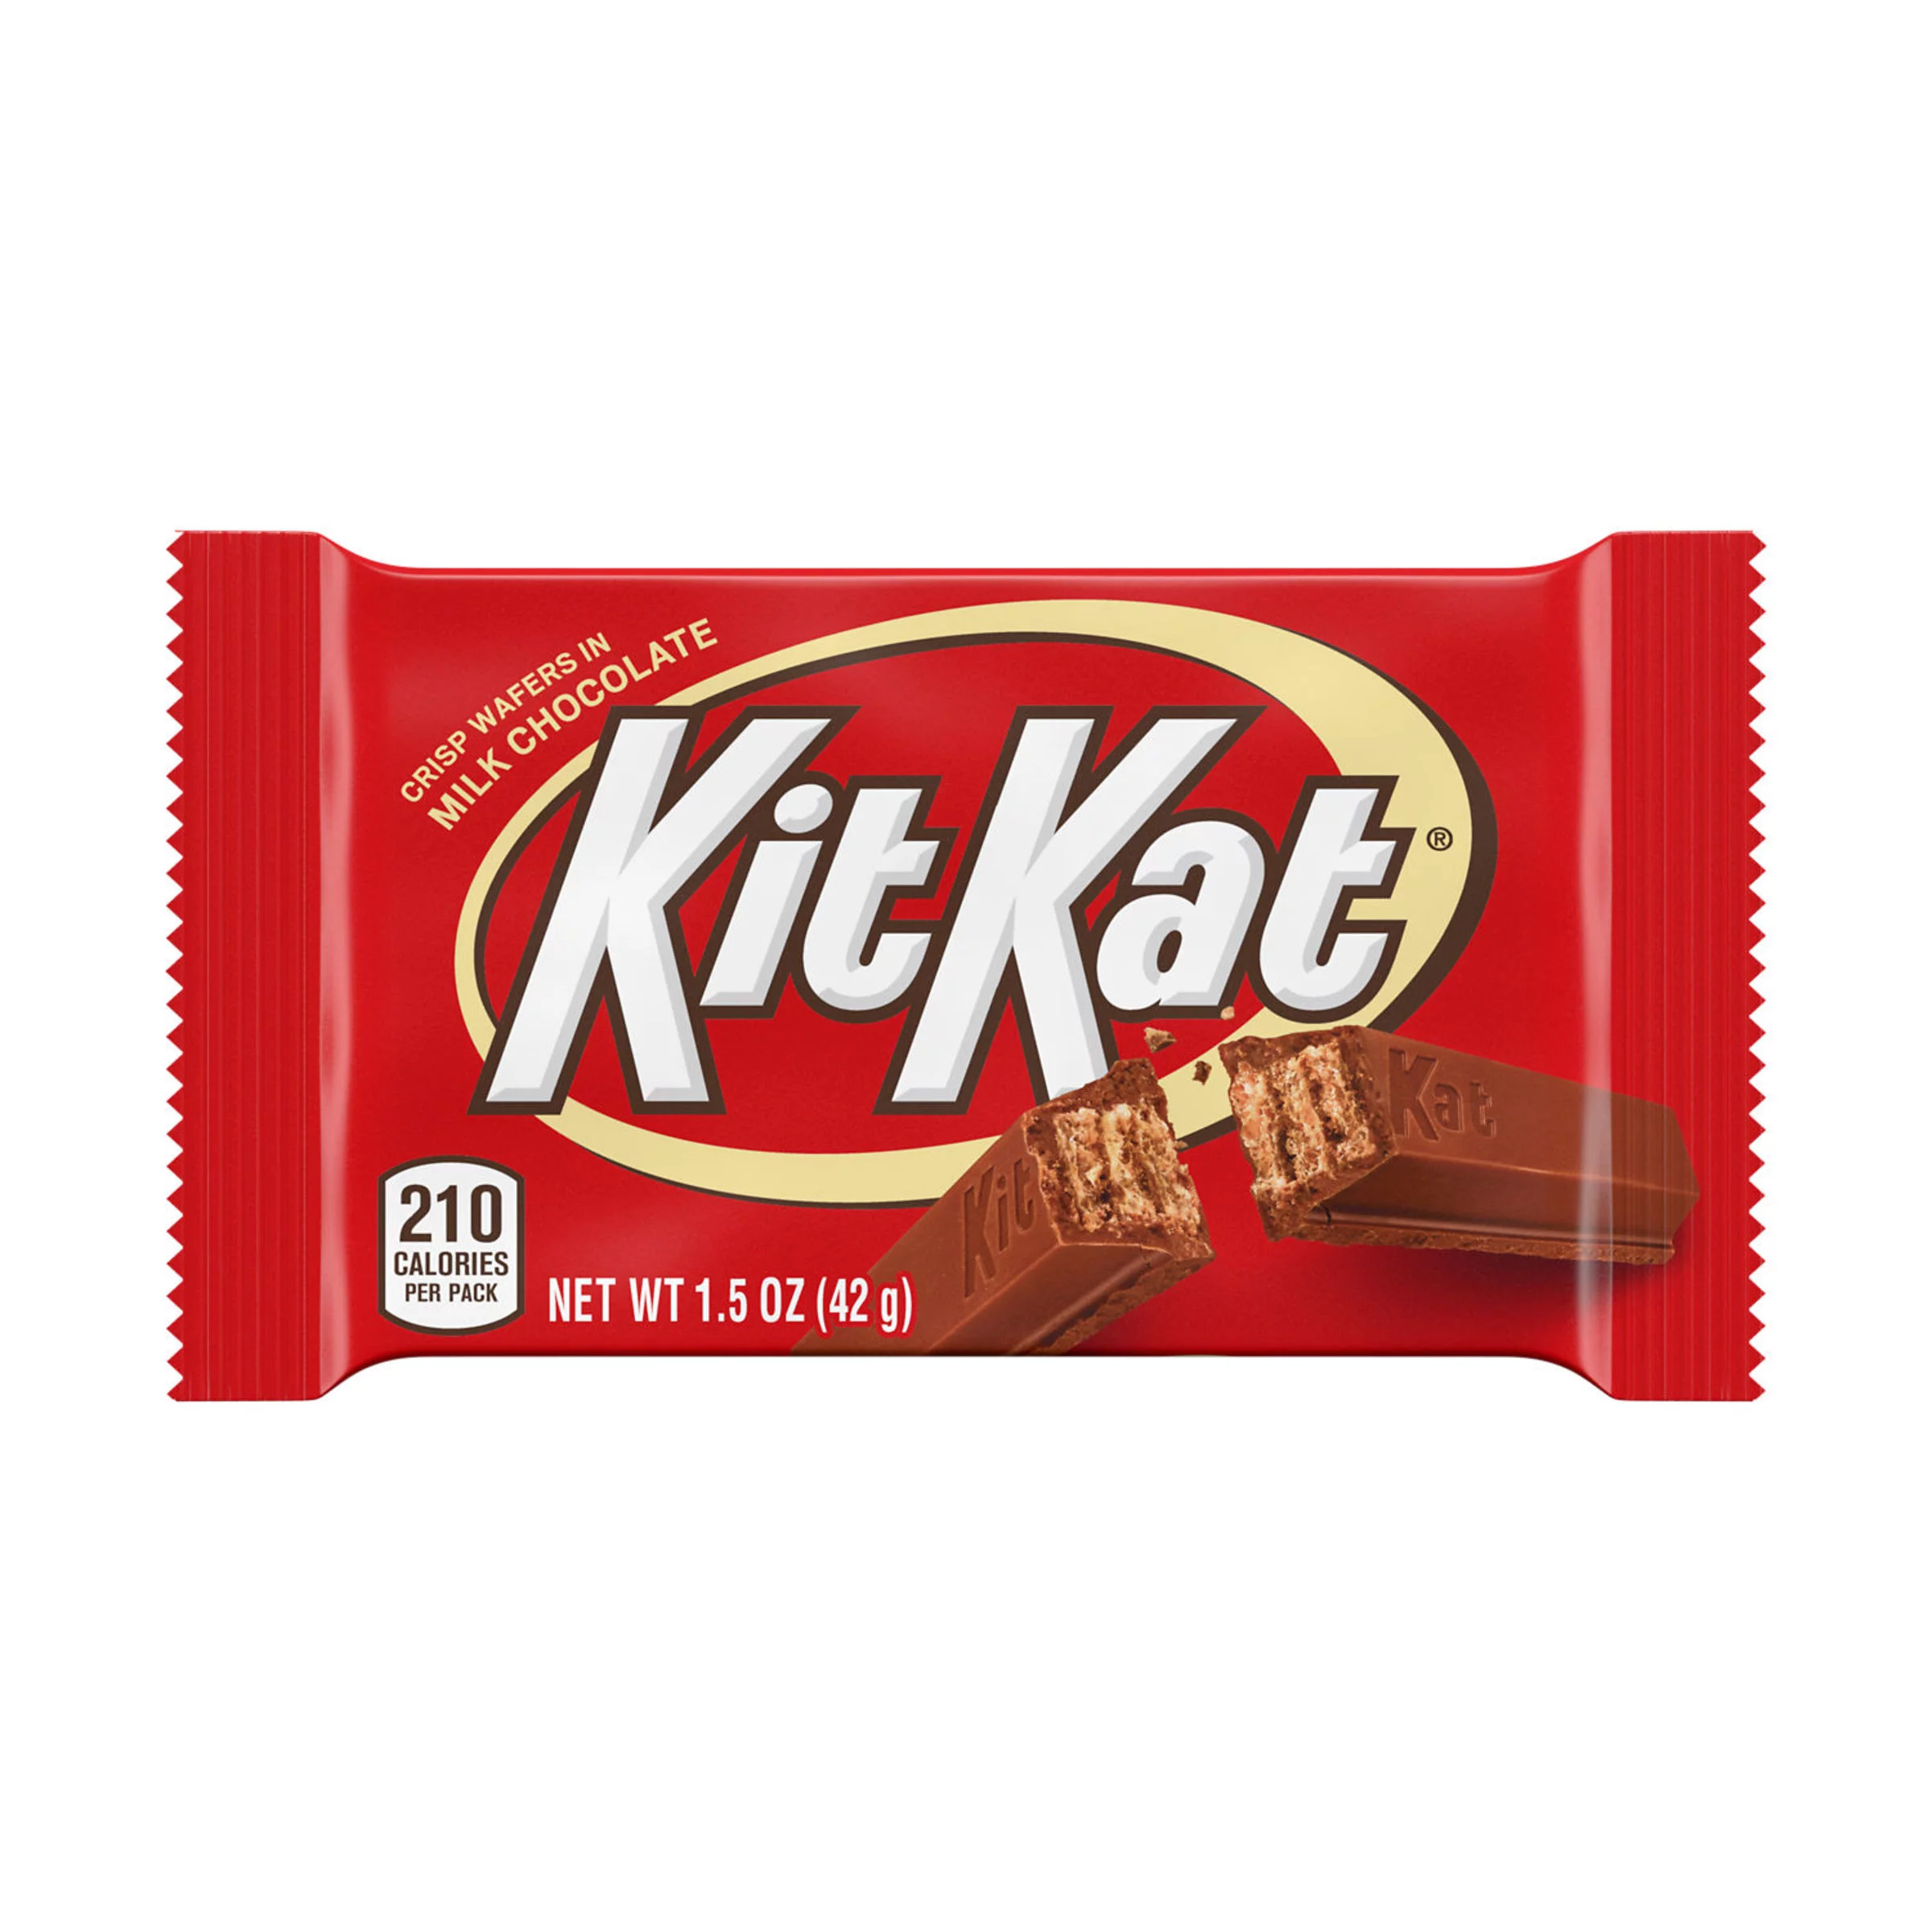 CRISP WAFERS IN
MILK CHOCOLATE
KitKat®
Kit
Kat
210
CALORIES
PER PACK
NET WT 1.5 OZ (42 g)